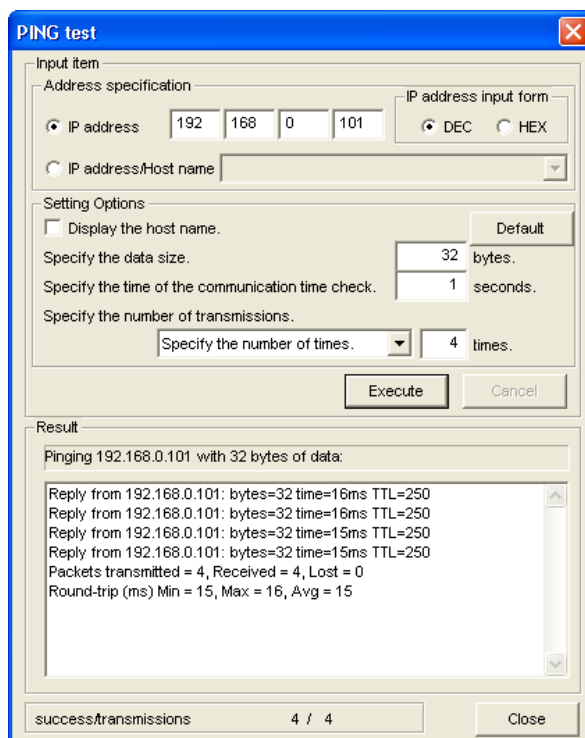 PING test
Input item
Address specification
IP address input form
IP address 192 168 0 101 DEC HEX
IP address/Host name
Setting Options
Display the host name. Default
Specify the data size. 32 bytes.
Specify the time of the communication time check. 1 seconds.
Specify the number of transmissions.
Specify the number of times. 4 times.
Execute Cancel
Result
Pinging 192.168.0.101 with 32 bytes of data:
Reply from 192.168.0.101: bytes=32 time=16ms TTL=250
Reply from 192.168.0.101: bytes=32 time=16ms TTL=250
Reply from 192.168.0.101: bytes=32 time=15ms TTL=250
Reply from 192.168.0.101: bytes=32 time=15ms TTL=250
Packets transmitted = 4, Received = 4, Lost = 0
Round-trip (ms) Min = 15, Max = 16, Avg = 15
success/transmissions 4 / 4 Close